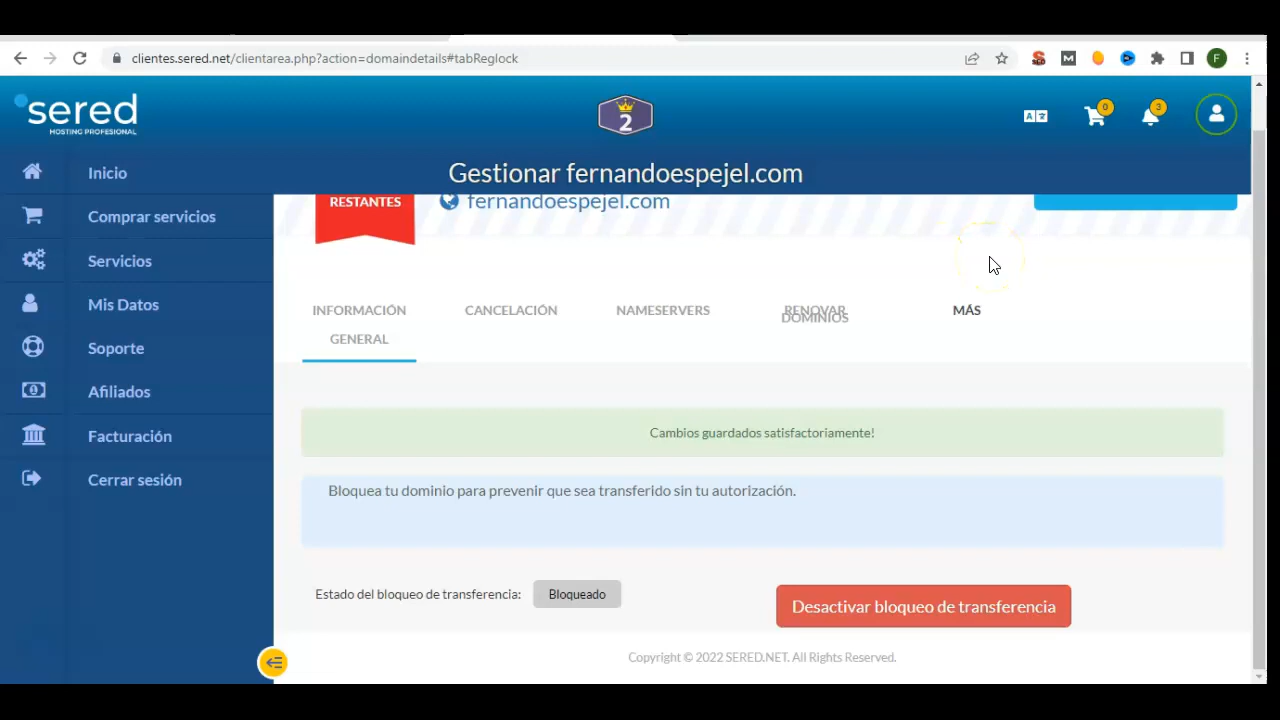 clientes.sered.net/clientarea.php?action=domaindetails#tabReglock
F
sered
HOSTING PROFESIONAL
2
0
3
Gestionar fernandoespejel.com
Inicio
Comprar servicios
Servicios
Mis Datos
Soporte
Afiliados
Facturación
Cerrar sesión
RESTANTES
fernandoespejel.com
INFORMACIÓN
GENERAL
CANCELACIÓN
NAMESERVERS
RENOVAR
DOMINIOS
MÁS
Cambios guardados satisfactoriamente!
Bloquea tu dominio para prevenir que sea transferido sin tu autorización.
Estado del bloqueo de transferencia: Bloqueado
Desactivar bloqueo de transferencia
Copyright © 2022 SERED.NET. All Rights Reserved.